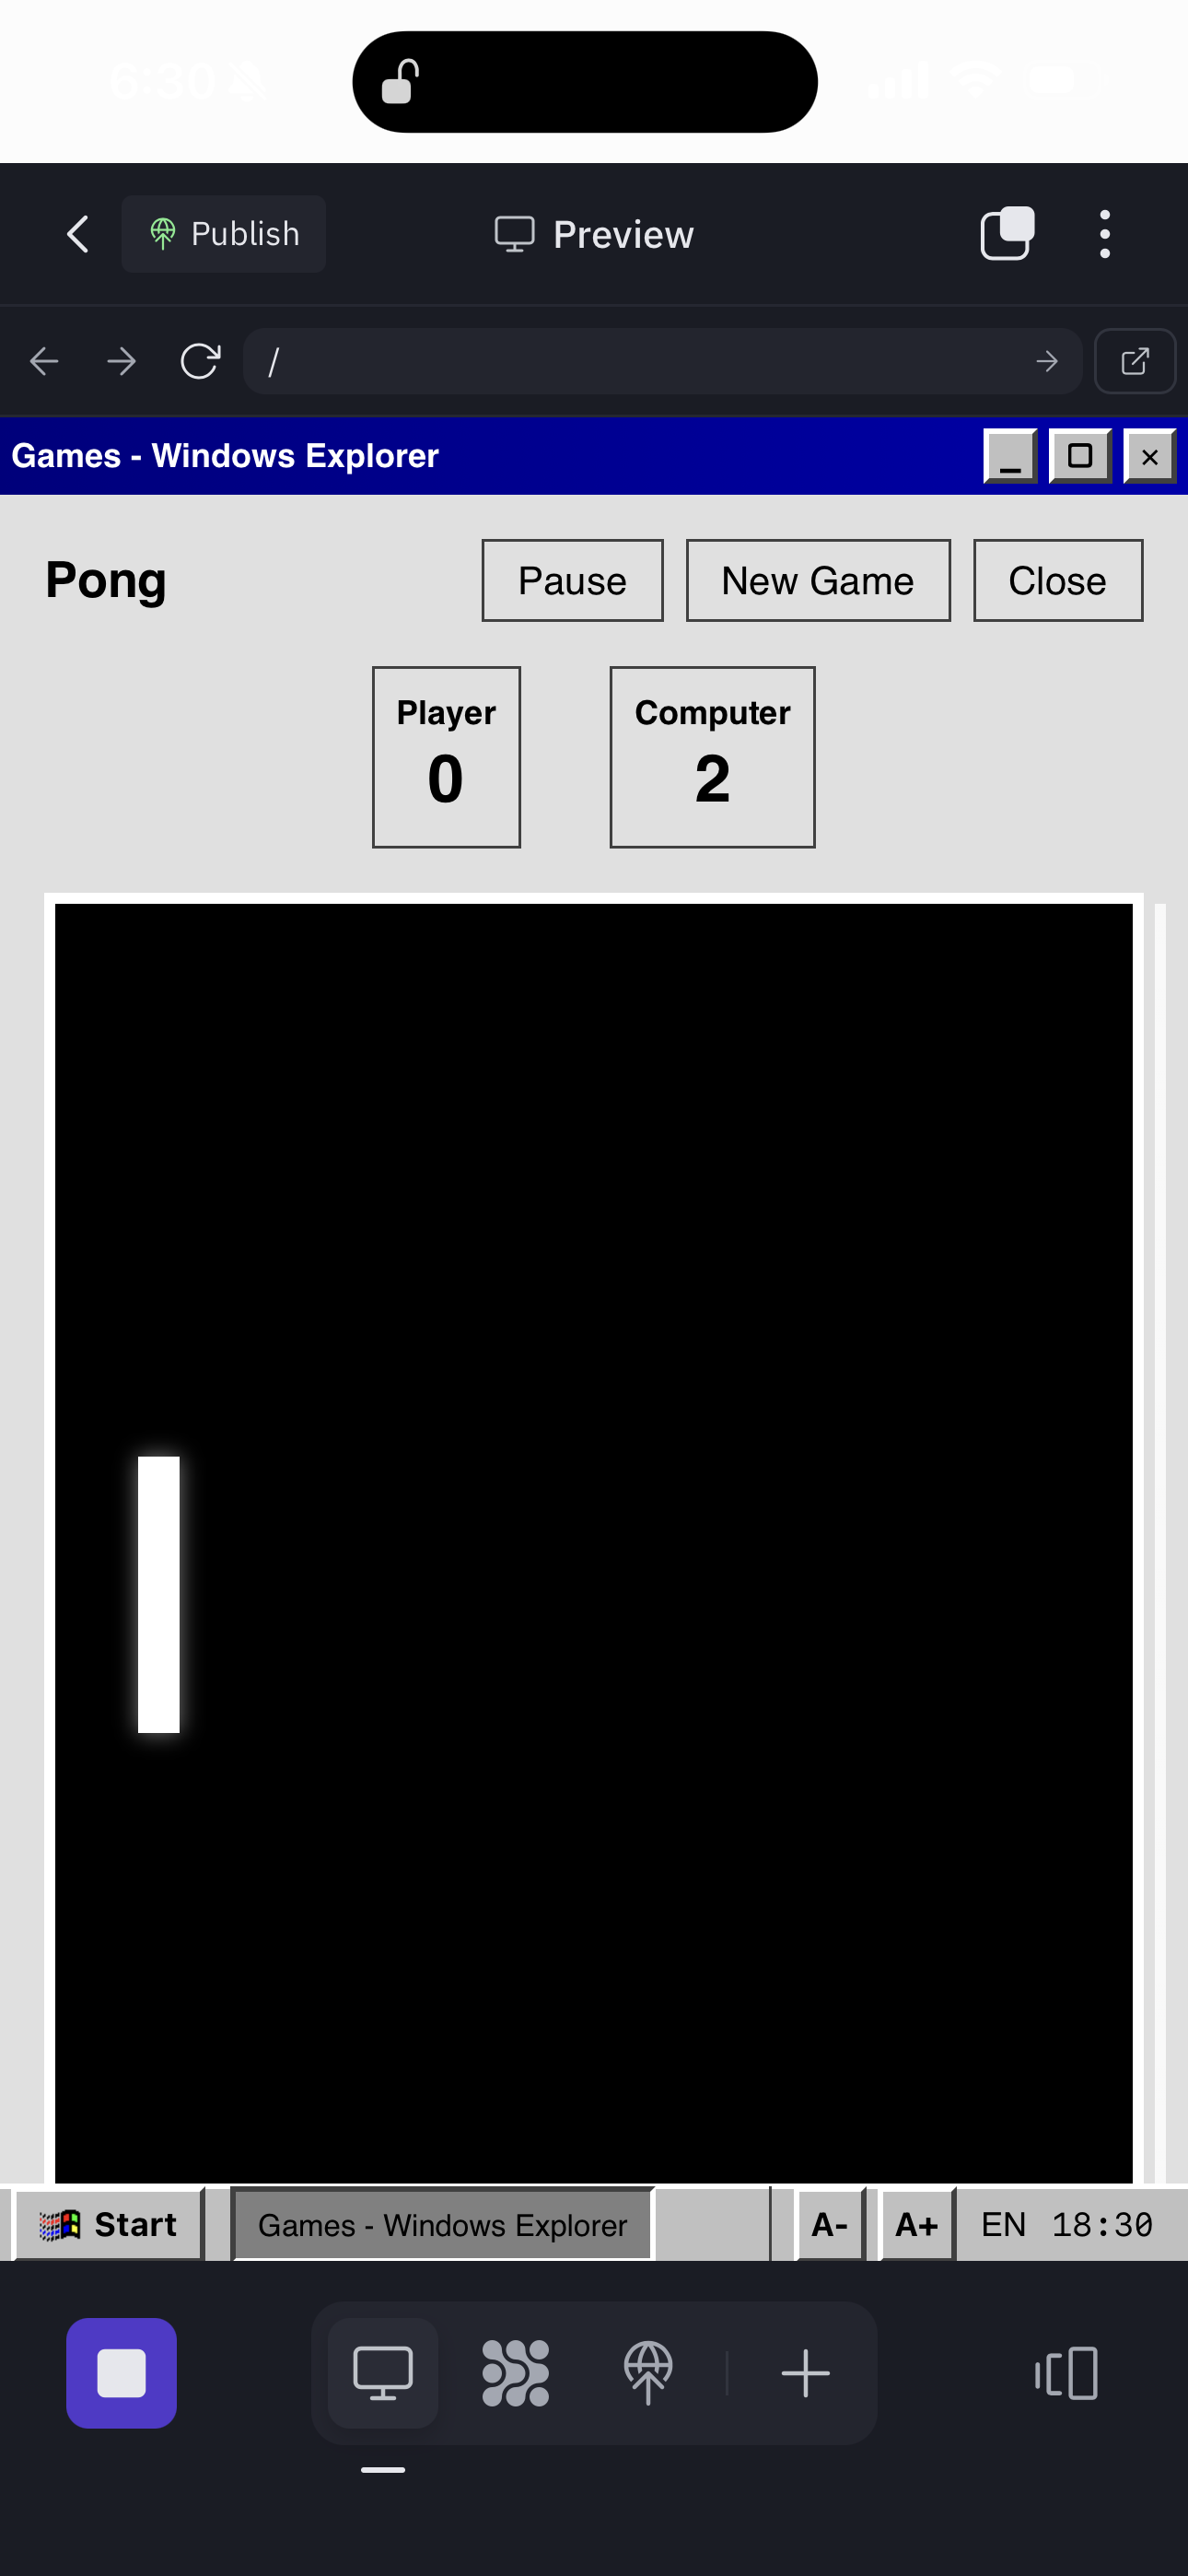 6:30
Publish
Preview
/
Games - Windows Explorer
Pong
Pause
New Game
Close
Player
Computer
0
2
Start
Games - Windows Explorer
A-
A+
EN
18:30